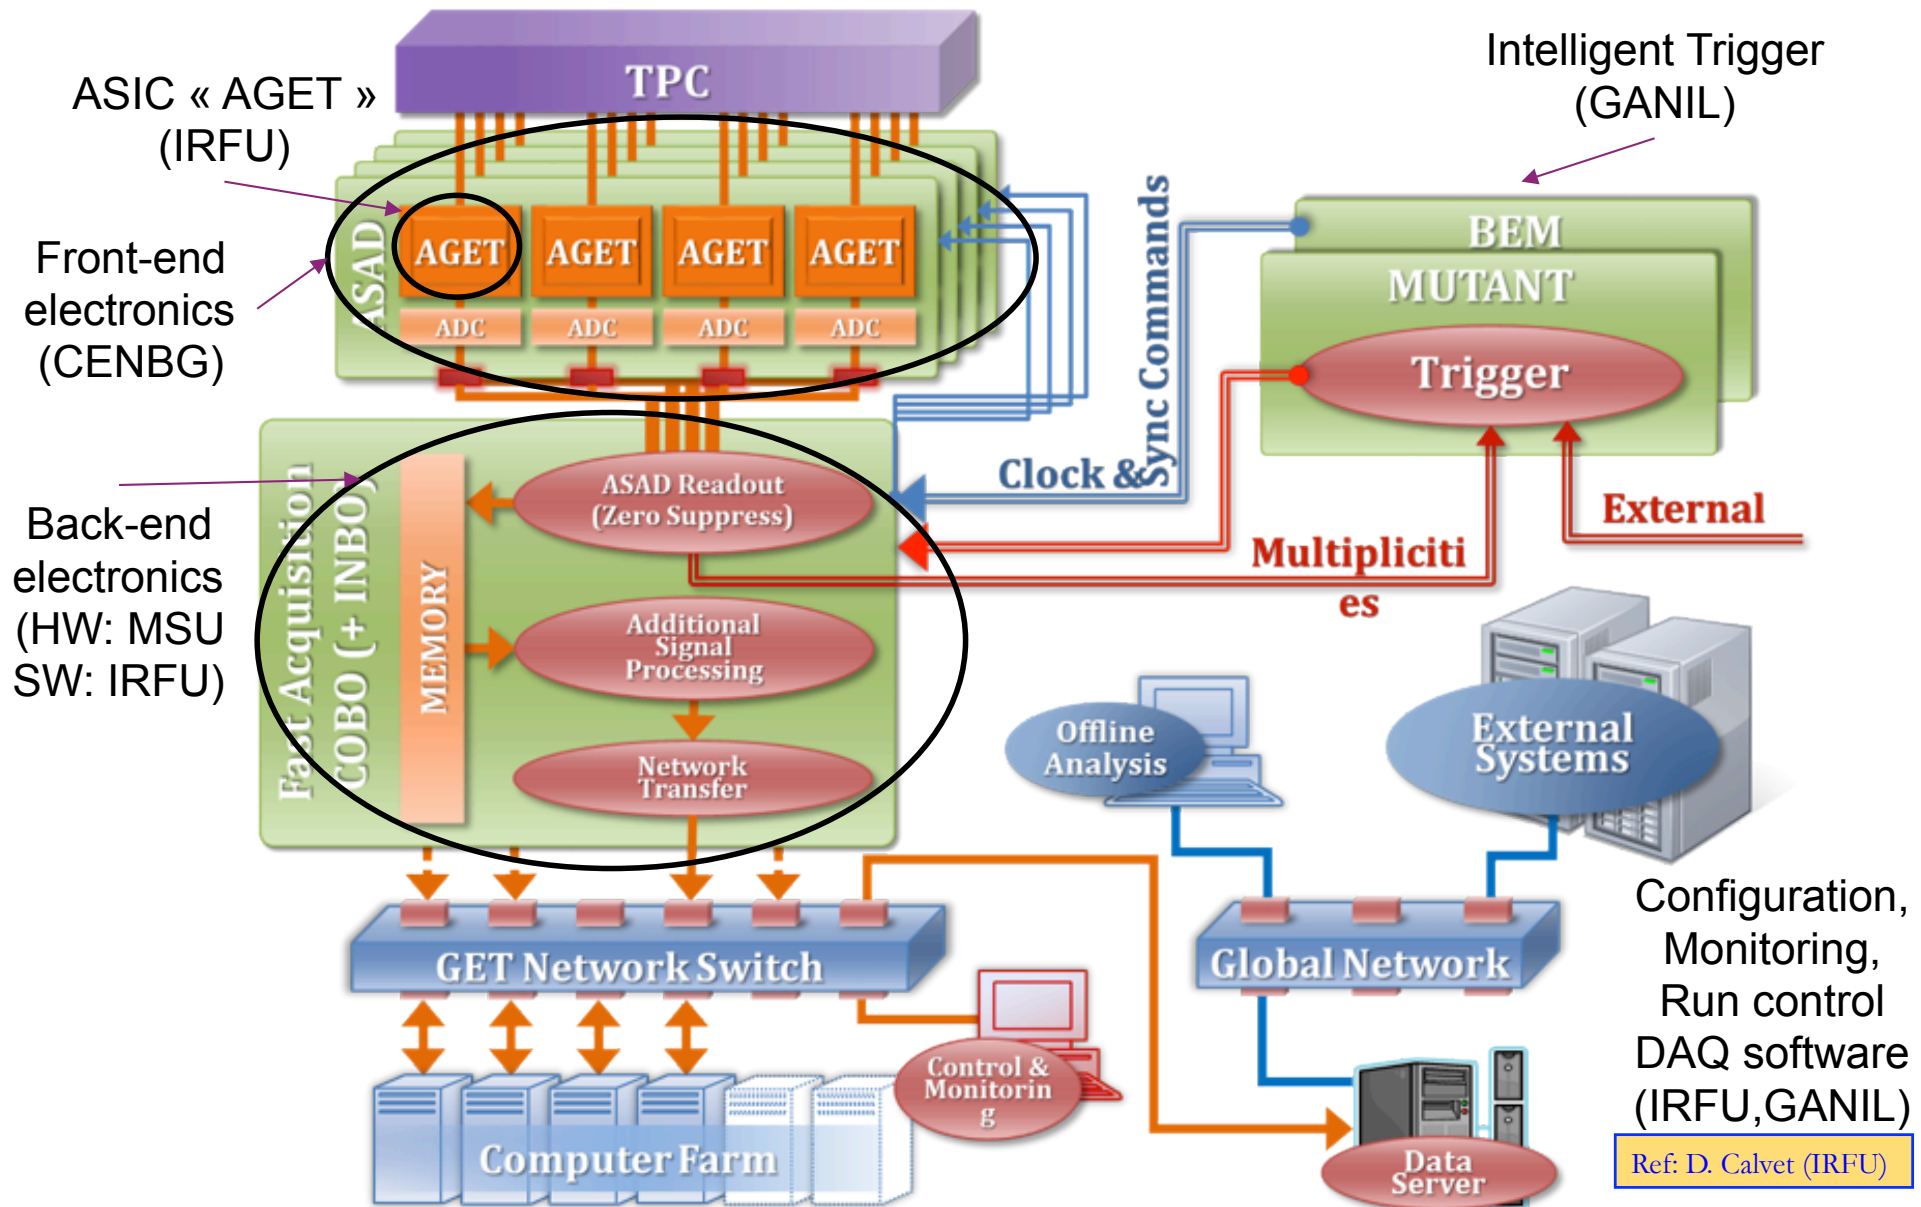 TPC
ASIC « AGET »
(IRFU)
Intelligent Trigger
(GANIL)
Front-end
electronics
(CENBG)
ASAD
AGET
AGET
AGET
AGET
ADC
ADC
ADC
ADC
Clock &
Sync Commands
BEM
MUTANT
Trigger
External
Multipliciti
es
Back-end
electronics
(HW: MSU
SW: IRFU)
Fast Acquisition
COBO (+ INBO)
MEMORY
ASAD Readout
(Zero Suppress)
Additional
Signal
Processing
Network
Transfer
Offline
Analysis
External
Systems
GET Network Switch
Global Network
Configuration,
Monitoring,
Run control
DAQ software
(IRFU,GANIL)
Control &
Monitorin
g
Computer Farm
Data
Server
Ref: D. Calvet (IRFU)